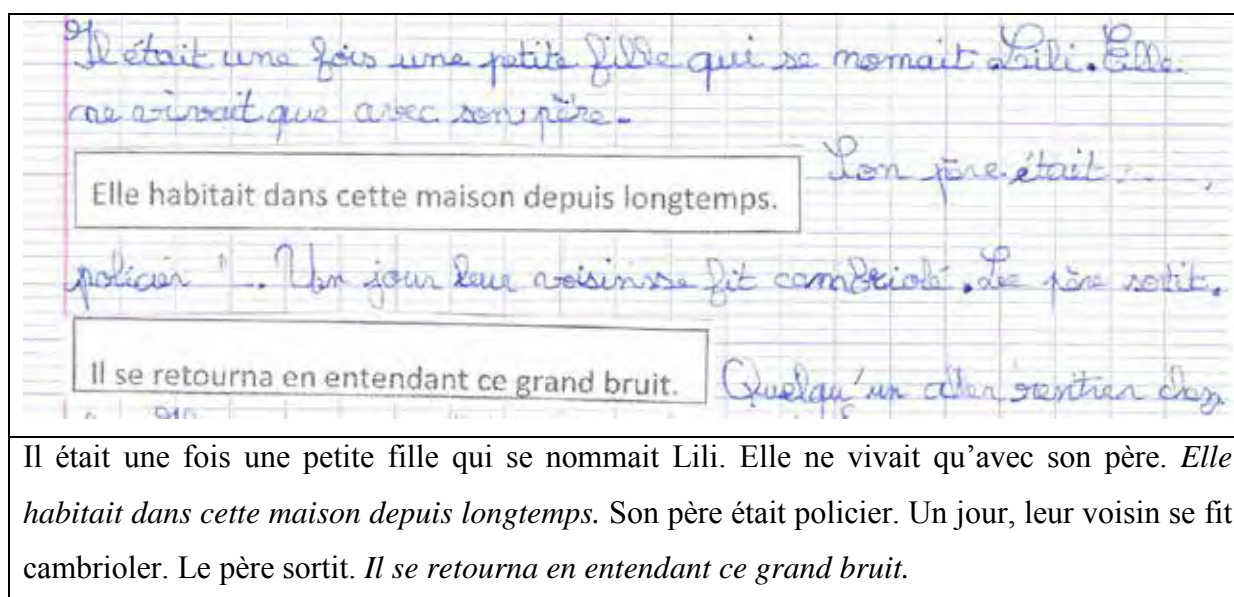 Il était une fois une petite fille qui se nomait Lili. Elle
ne vivait que avec son père.
Elle habitait dans cette maison depuis longtemps.
Son père était
policier. Un jour leur voisinse fit cambriolé. Le père sortit.
Il se retourna en entendant ce grand bruit.
Quelqu'un aller rentrer chez
Il était une fois une petite fille qui se nommait Lili. Elle ne vivait qu’avec son père. Elle
habitait dans cette maison depuis longtemps. Son père était policier. Un jour, leur voisin se fit
cambrioler. Le père sortit. Il se retourna en entendant ce grand bruit.